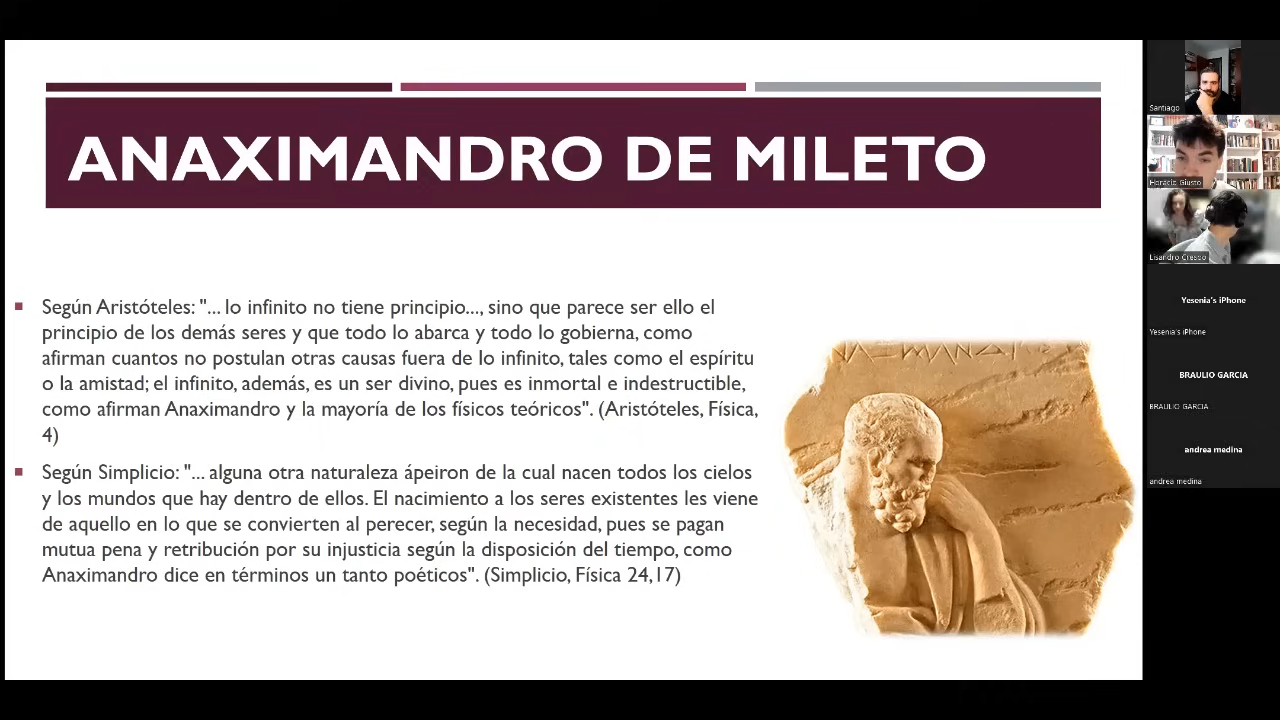 ANAXIMANDRO DE MILETO
Según Aristóteles: "... lo infinito no tiene principio..., sino que parece ser ello el
principio de los demás seres y que todo lo abarca y todo lo gobierna, como
afirman cuantos no postulan otras causas fuera de lo infinito, tales como el espíritu
o la amistad; el infinito, además, es un ser divino, pues es inmortal e indestructible,
como afirman Anaximandro y la mayoría de los físicos teóricos". (Aristóteles, Física,
4)
Según Simplicio: "... alguna otra naturaleza ápeiron de la cual nacen todos los cielos
y los mundos que hay dentro de ellos. El nacimiento a los seres existentes les viene
de aquello en lo que se convierten al perecer, según la necesidad, pues se pagan
mutua pena y retribución por su injusticia según la disposición del tiempo, como
Anaximandro dice en términos un tanto poéticos". (Simplicio, Física 24,17)
Santiago
Horacio Giusto
Lisandro Crespo
Yesenia's iPhone
Yesenia's iPhone
BRAULIO GARCIA
BRAULIO GARCIA
andrea medina
andrea medina